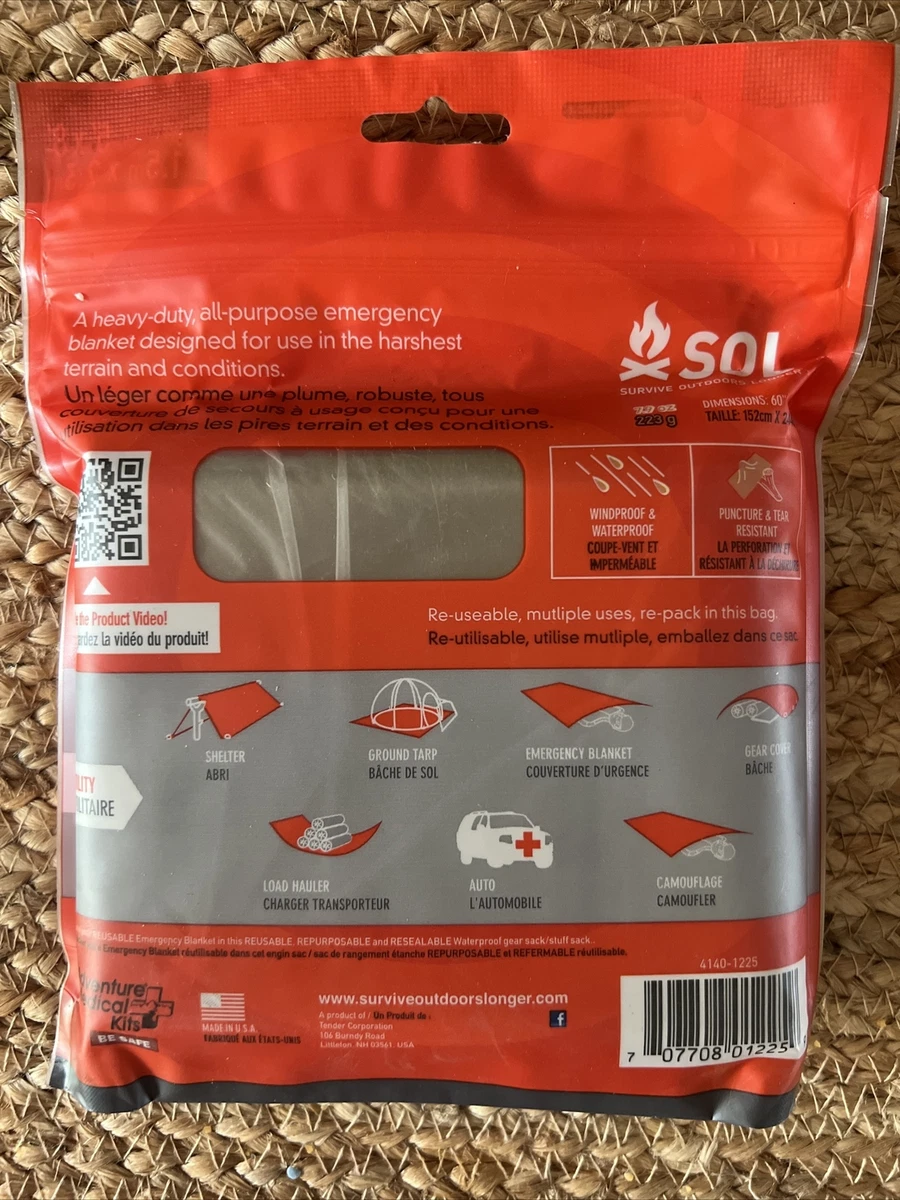 A heavy-duty, all-purpose emergency
blanket designed for use in the harshest
terrain and conditions.
Un léger comme une plume, robuste, tous
couverture de secours à usage conçu pour une
utilisation dans les pires terrain et des conditions.
SOL
SURVIVE OUTDOORS LONGER
DIMENSIONS: 60"
223 g
TAILLE: 152cm X
WINDPROOF &
WATERPROOF
COUPE-VENT ET
IMPERMÉABLE
PUNCTURE & TEAR
RESISTANT
LA PERFORATION ET
RÉSISTANT À LA
the Product Video!
ardez la vidéo du produit!
Re-useable, mutliple uses, re-pack in this bag.
Re-utilisable, utilise mutliple, emballez dans ce sac
SHELTER
ABRI
GROUND TARP
BÂCHE DE SOL
EMERGENCY BLANKET
COUVERTURE D'URGENCE
GEAR COVER
BÂCHE
ILITY
ILITAIRE
LOAD HAULER
CHARGER TRANSPORTEUR
AUTO
L'AUTOMOBILE
CAMOUFLAGE
CAMOUFLER
REUSABLE Emergency Blanket in this REUSABLE, REPURPOSABLE and RESEALABLE Waterproof gear sack/stuff sack..
Emergency Blanket réutilisable dans cet engin sac / sac de rangement étanche REPURPOSABLE et REFERMABLE réutilisable.
4140-1225
venture
edical
Kits
BE SAFE
MADE IN U.S.A.
FABRIQUÉ AUX ÉTATS-UNIS
www.surviveoutdoorslonger.com
A product of / Un Produit de :
Tender Corporation
106 Burndy Road
Littleton, NH 03561, USA
f
7 07708 01225